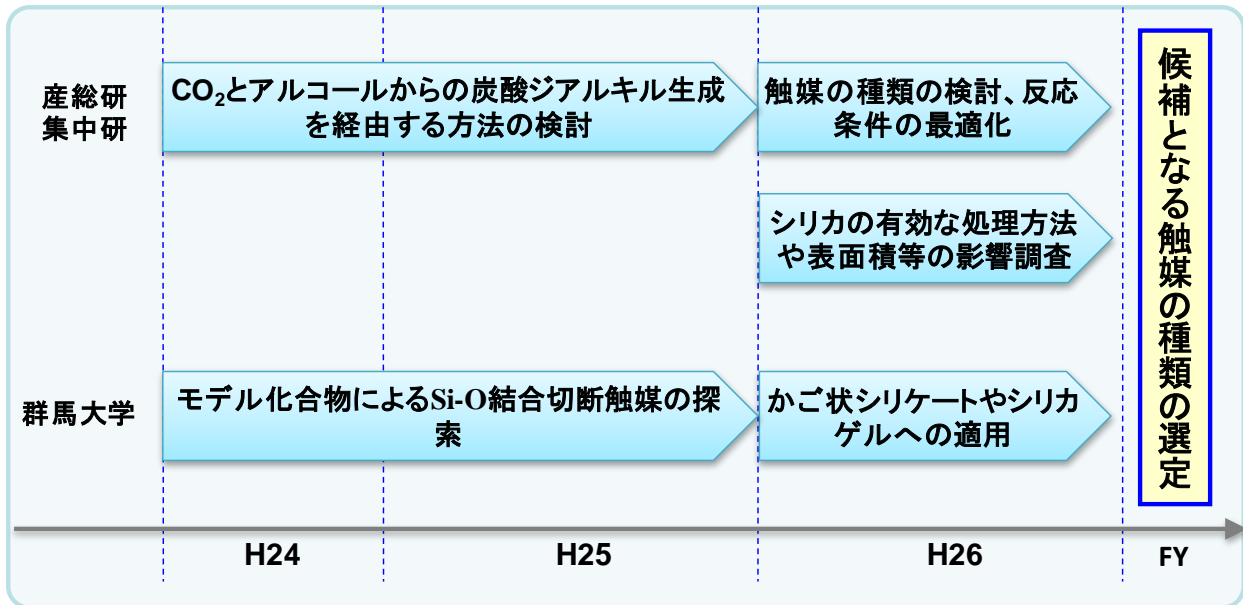 産総研
集中研
CO₂とアルコールからの炭酸ジアルキル生成
を経由する方法の検討
触媒の種類の検討、反応
条件の最適化
シリカの有効な処理方法
や表面積等の影響調査
群馬大学
モデル化合物によるSi-O結合切断触媒の探
索
かご状シリケートやシリカ
ゲルへの適用
候補となる触媒の種類の選定
H24
H25
H26
FY